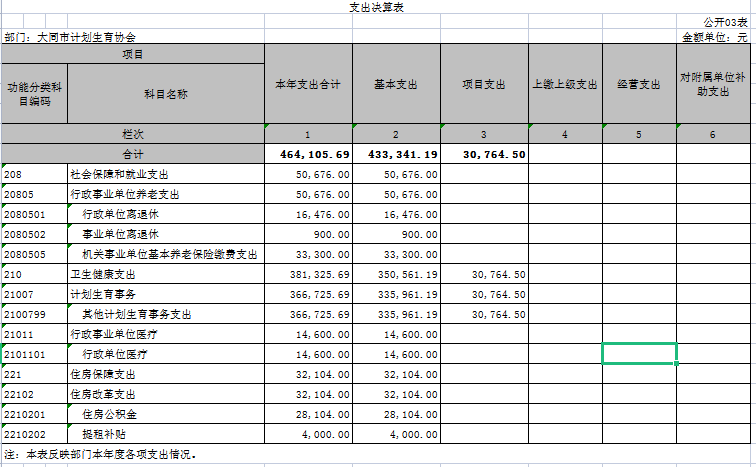 支出决算表
公开03表
部门：大同市计划生育协会 金额单位：元
项目 本年支出合计 基本支出 项目支出 上缴上级支出 经营支出 对附属单位补助支出
功能分类科目编码 科目名称
栏次 1 2 3 4 5 6
合计 464,105.69 433,341.19 30,764.50
208 社会保障和就业支出 50,676.00 50,676.00
20805 行政事业单位养老支出 50,676.00 50,676.00
2080501 行政单位离退休 16,476.00 16,476.00
2080502 事业单位离退休 900.00 900.00
2080505 机关事业单位基本养老保险缴费支出 33,300.00 33,300.00
210 卫生健康支出 381,325.69 350,561.19 30,764.50
21007 计划生育事务 366,725.69 335,961.19 30,764.50
2100799 其他计划生育事务支出 366,725.69 335,961.19 30,764.50
21011 行政事业单位医疗 14,600.00 14,600.00
2101101 行政单位医疗 14,600.00 14,600.00
221 住房保障支出 32,104.00 32,104.00
22102 住房改革支出 32,104.00 32,104.00
2210201 住房公积金 28,104.00 28,104.00
2210202 提租补贴 4,000.00 4,000.00
注：本表反映部门本年度各项支出情况。